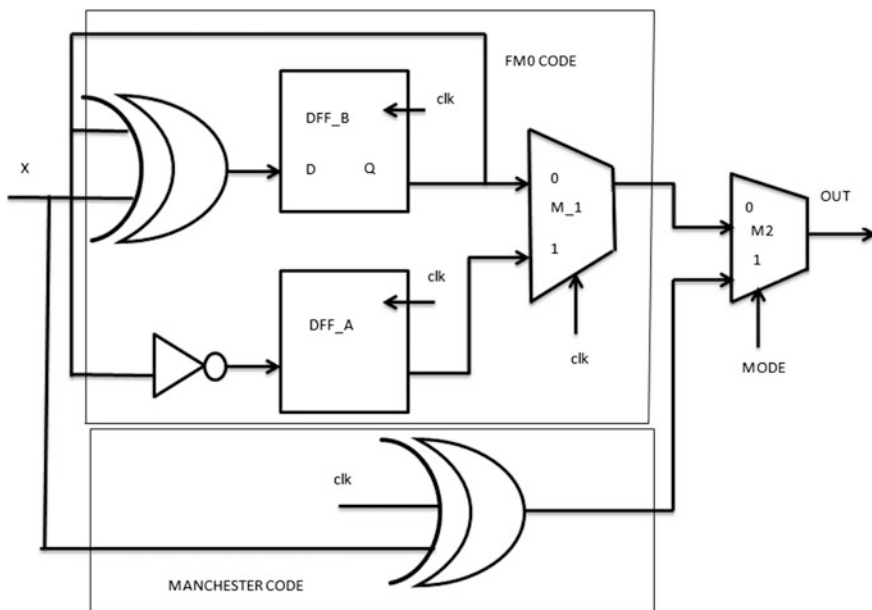 FM0 CODE
clk
DFF_B
X
D Q
0
M_1
1
OUT
0
M2
1
clk
DFF_A
clk
MODE
clk
MANCHESTER CODE